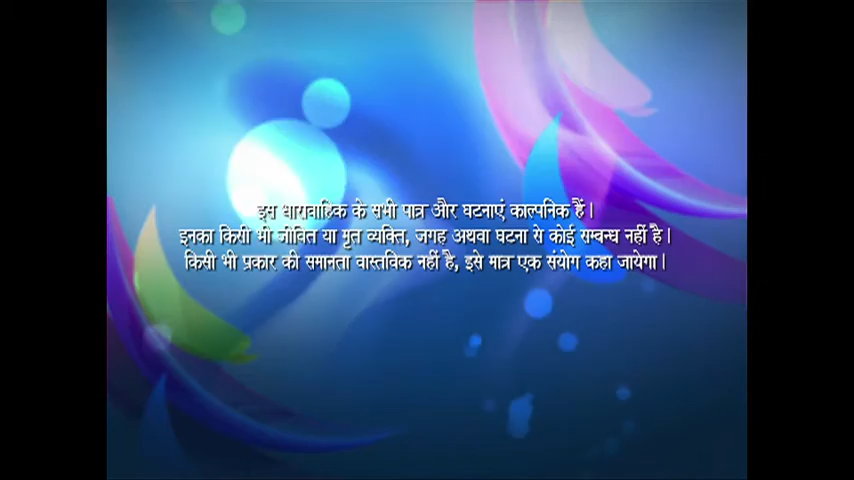 इस धारावाहिक के सभी पात्र और घटनाएं काल्पनिक हैं।
इनका किसी भी जीवित या मृत व्यक्ति, जगह अथवा घटना से कोई सम्बन्ध नहीं है।
किसी भी प्रकार की समानता वास्तविक नहीं है, इसे मात्र एक संयोग कहा जायेगा।